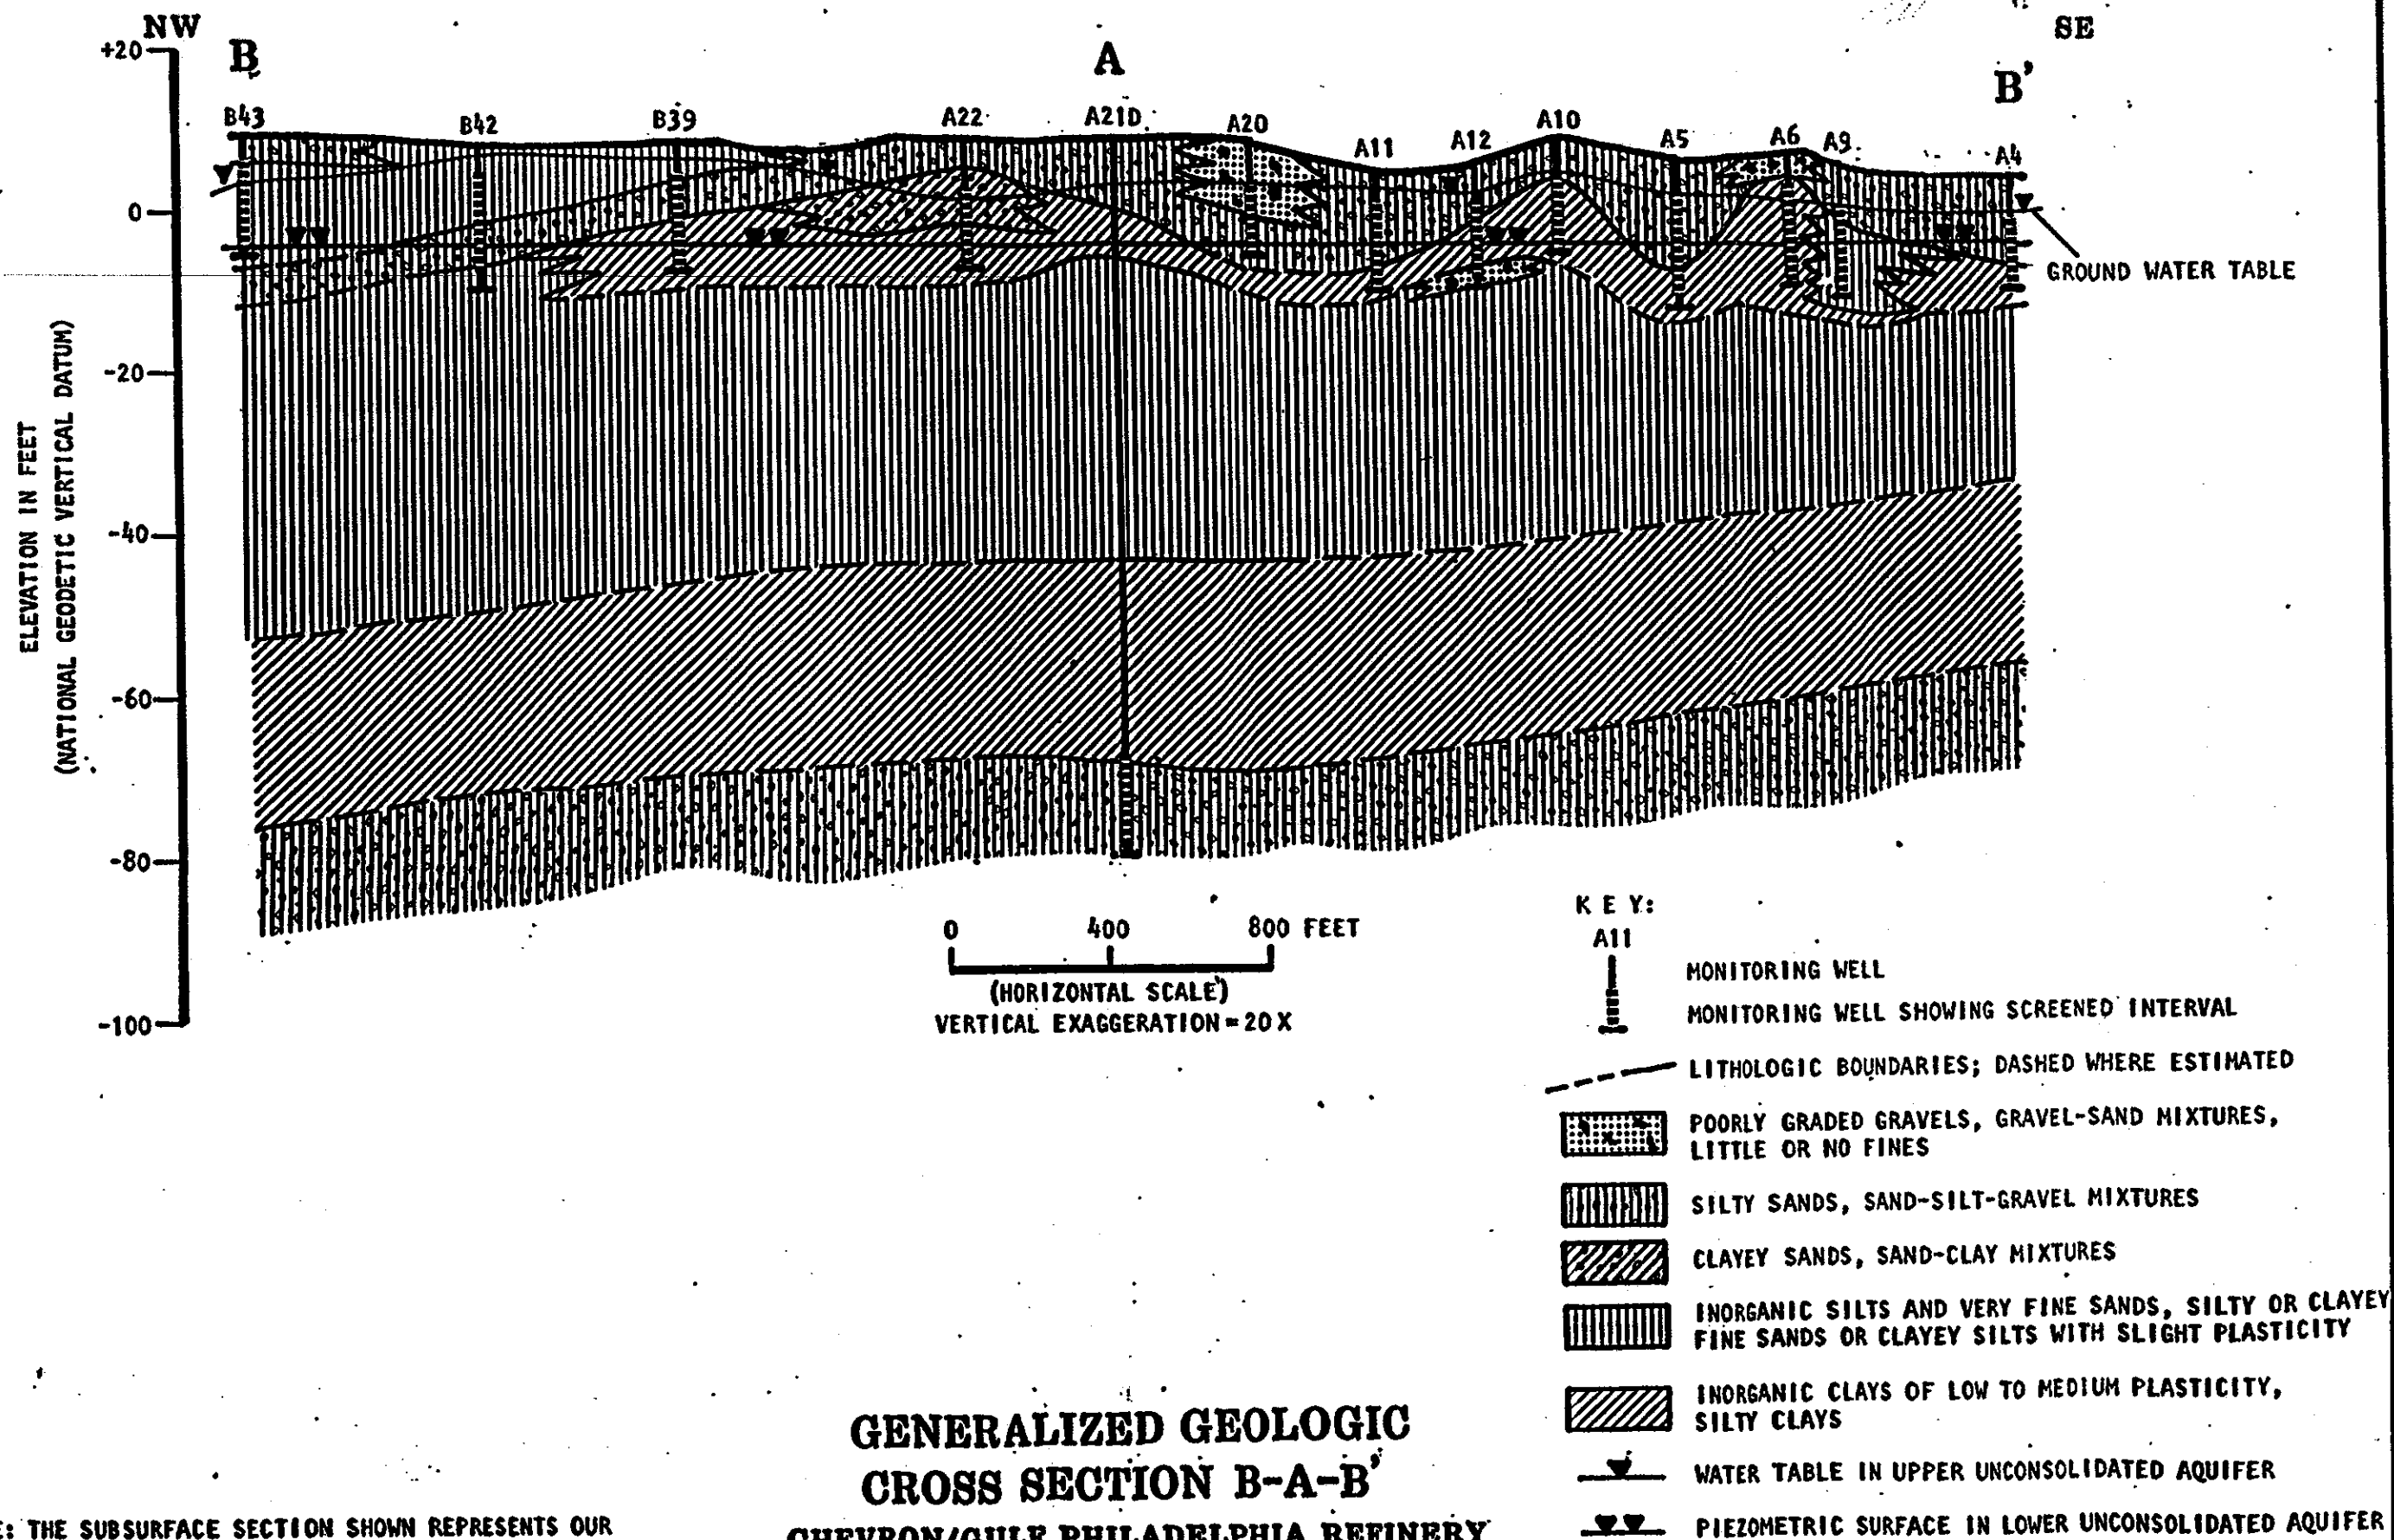 NW
SE
B
A
B'
B43
B42
B39
A22
A21D
A20
A11
A12
A10
A5
A6
A9
A4
+20
0
-20
-40
-60
-80
-100
ELEVATION IN FEET
(NATIONAL GEODETIC VERTICAL DATUM)
GROUND WATER TABLE
0 400 800 FEET
(HORIZONTAL SCALE)
VERTICAL EXAGGERATION = 20 X
KEY:
A11
MONITORING WELL
MONITORING WELL SHOWING SCREENED INTERVAL
LITHOLOGIC BOUNDARIES; DASHED WHERE ESTIMATED
POORLY GRADED GRAVELS, GRAVEL-SAND MIXTURES,
LITTLE OR NO FINES
SILTY SANDS, SAND-SILT-GRAVEL MIXTURES
CLAYEY SANDS, SAND-CLAY MIXTURES
INORGANIC SILTS AND VERY FINE SANDS, SILTY OR CLAYEY
FINE SANDS OR CLAYEY SILTS WITH SLIGHT PLASTICITY
INORGANIC CLAYS OF LOW TO MEDIUM PLASTICITY,
SILTY CLAYS
WATER TABLE IN UPPER UNCONSOLIDATED AQUIFER
PIEZOMETRIC SURFACE IN LOWER UNCONSOLIDATED AQUIFER
GENERALIZED GEOLOGIC
CROSS SECTION B-A-B'
CHEVRON/GULF PHILADELPHIA REFINERY
E: THE SUBSURFACE SECTION SHOWN REPRESENTS OUR